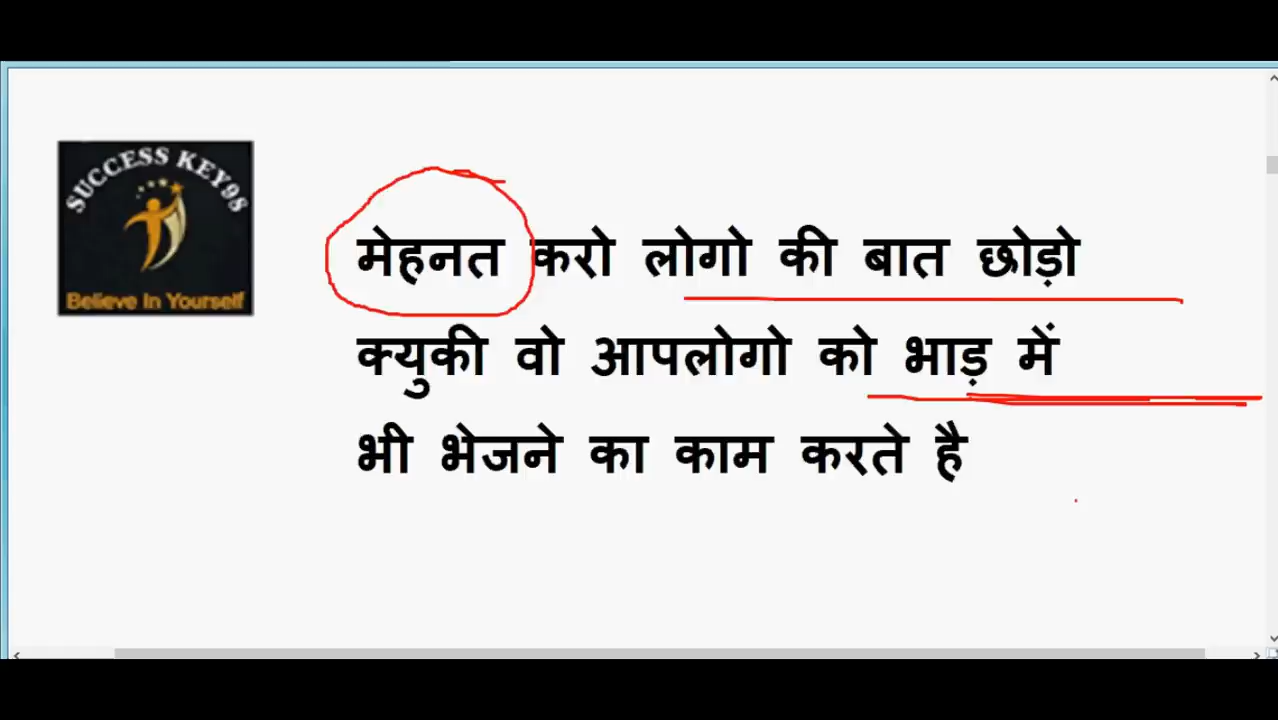 SUCCESS KEY98
Believe In Yourself
मेहनत करो लोगो की बात छोड़ो
क्युकी वो आपलोगो को भाड़ में
भी भेजने का काम करते है